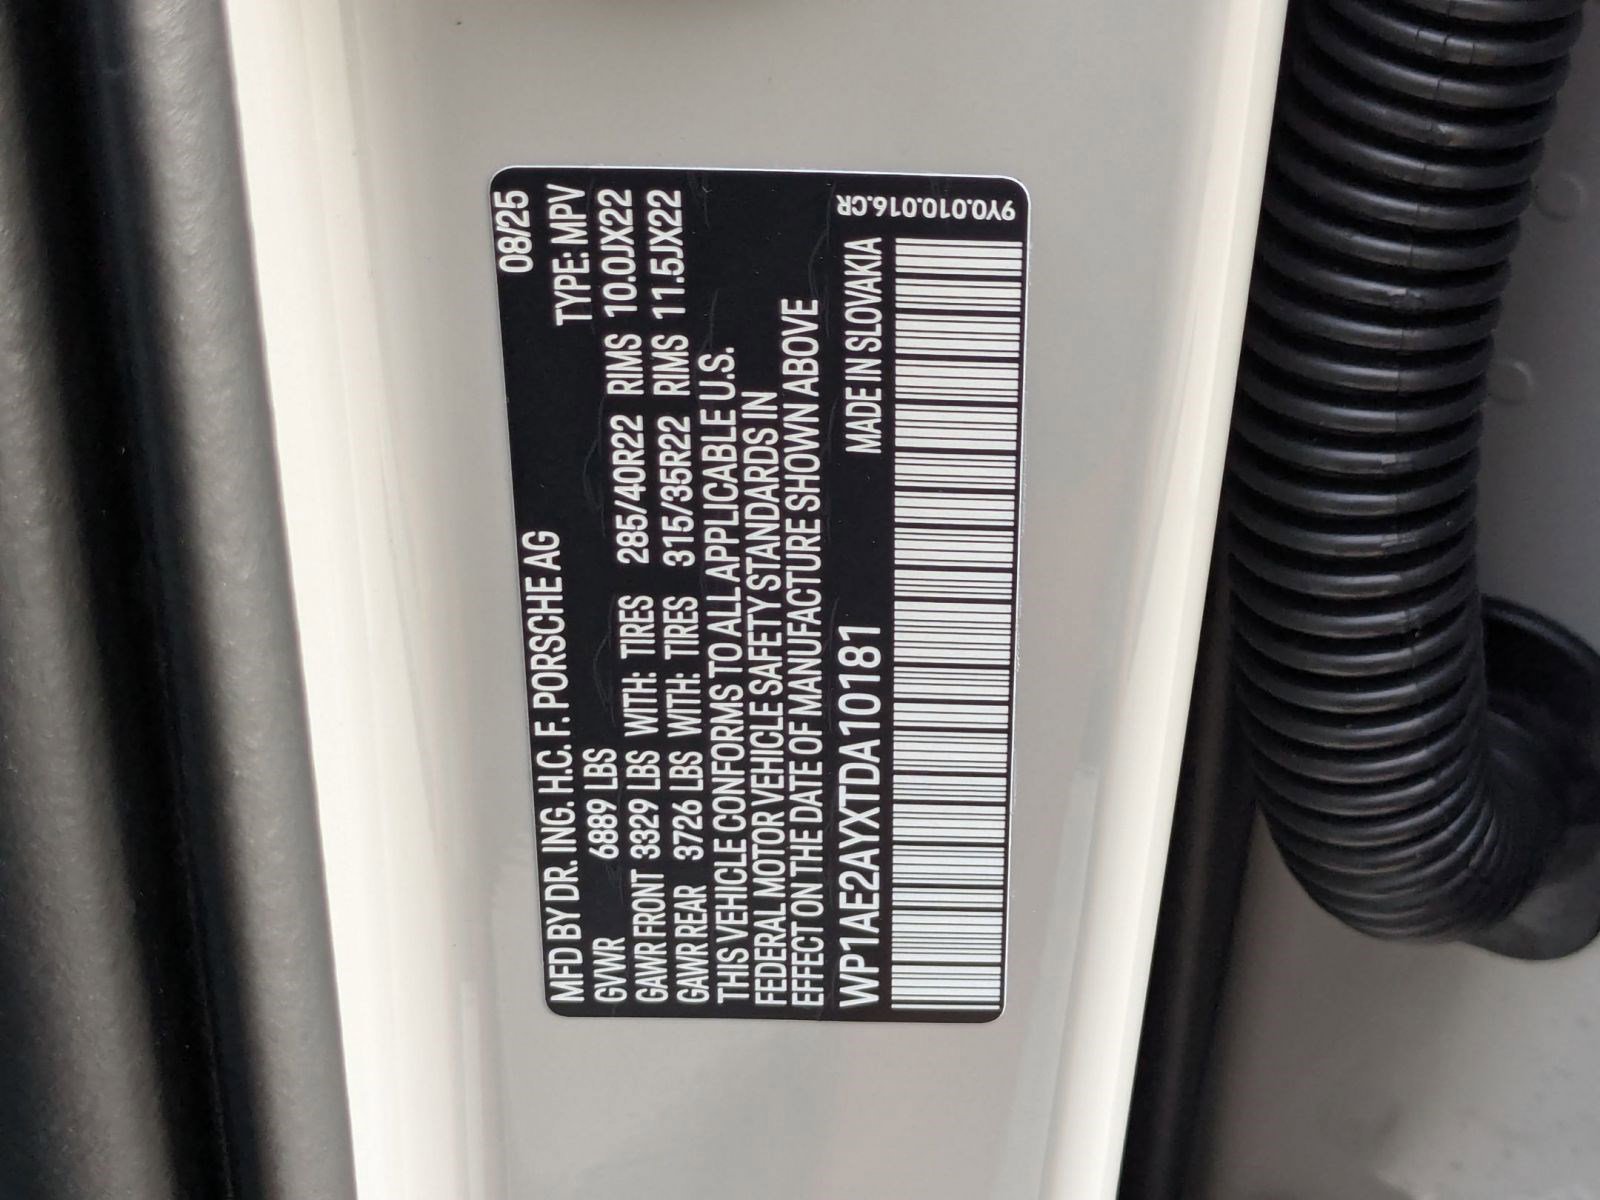 MFD BY DR. ING. H.C. F. PORSCHE AG 08/25
GVWR 6889 LBS TYPE: MPV
GAWR FRONT 3329 LBS WITH: TIRES 285/40R22 RIMS 10.0JX22
GAWR REAR 3726 LBS WITH: TIRES 315/35R22 RIMS 11.5JX22
THIS VEHICLE CONFORMS TO ALL APPLICABLE U.S.
FEDERAL MOTOR VEHICLE SAFETY STANDARDS IN
EFFECT ON THE DATE OF MANUFACTURE SHOWN ABOVE
WP1AE2AYXTDA10181 MADE IN SLOVAKIA
9Y0.010.016.CR